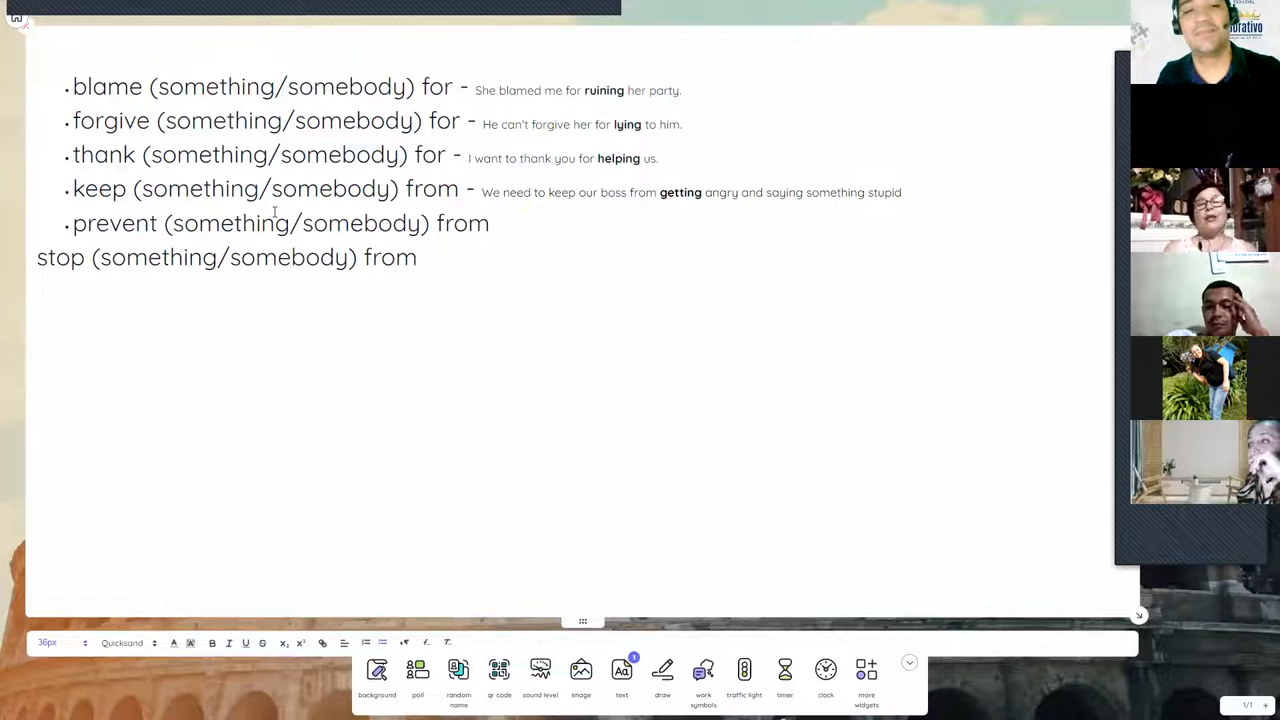 • blame (something/somebody) for - She blamed me for ruining her party.
• forgive (something/somebody) for - He can't forgive her for lying to him.
• thank (something/somebody) for - I want to thank you for helping us.
• keep (something/somebody) from - We need to keep our boss from getting angry and saying something stupid
• prevent (something/somebody) from
stop (something/somebody) from
36px Quicksand
background poll random name qr code sound level image text 1 draw work symbols traffic light timer clock more widgets
1/1